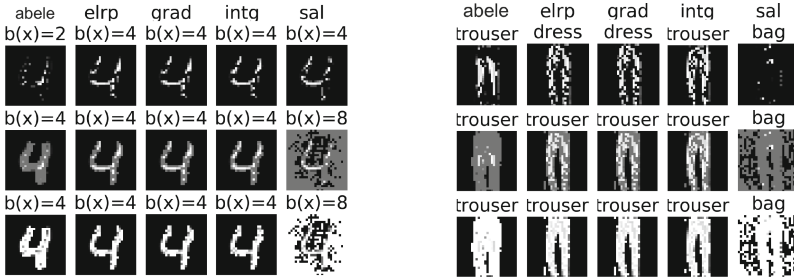 abele elrp grad intg sal
b(x)=2 b(x)=4 b(x)=4 b(x)=4 b(x)=4
b(x)=4 b(x)=4 b(x)=4 b(x)=4 b(x)=8
b(x)=4 b(x)=4 b(x)=4 b(x)=4 b(x)=8
abele elrp grad intg sal
trouser dress dress trouser bag
trouser trouser trouser trouser bag
trouser trouser trouser trouser bag